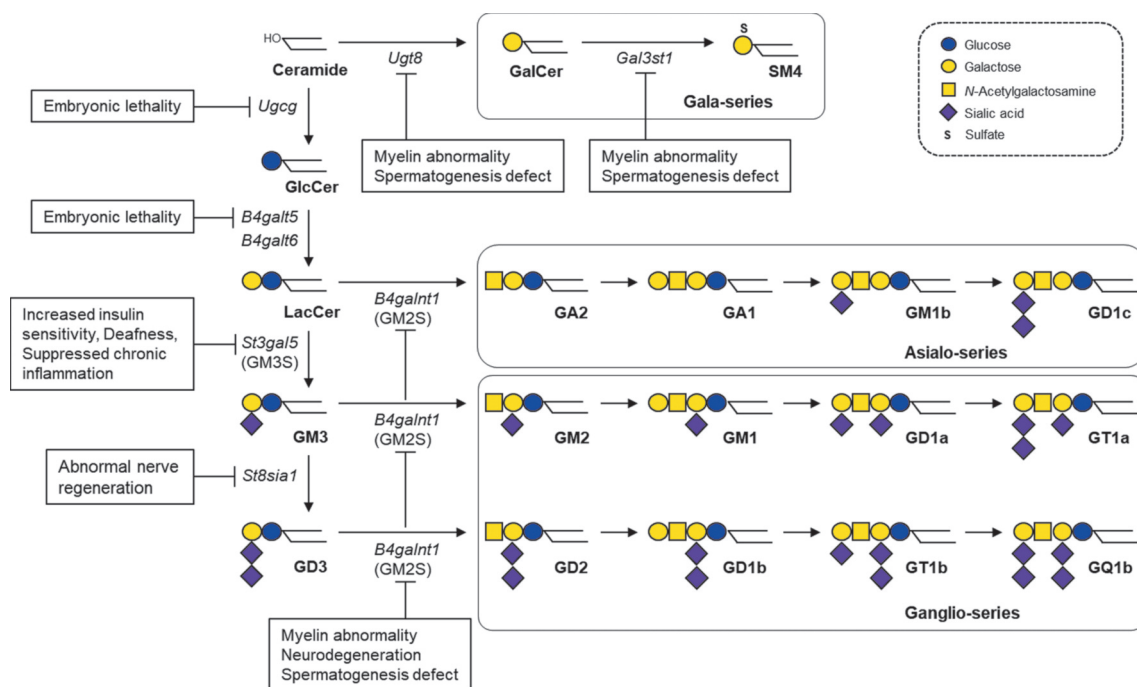 HO
Ceramide
Ugt8
GalCer
S
Gal3st1
SM4
Gala-series
Glucose
Galactose
N-Acetylgalactosamine
Sialic acid
S Sulfate
Embryonic lethality
Ugcg
Myelin abnormality
Spermatogenesis defect
Myelin abnormality
Spermatogenesis defect
GlcCer
Embryonic lethality
B4galt5
B4galt6
LacCer
B4galnt1
(GM2S)
GA2
GA1
GM1b
GD1c
Asialo-series
Increased insulin
sensitivity, Deafness,
Suppressed chronic
inflammation
St3gal5
(GM3S)
GM3
B4galnt1
(GM2S)
GM2
GM1
GD1a
GT1a
Abnormal nerve
regeneration
St8sia1
GD3
B4galnt1
(GM2S)
GD2
GD1b
GT1b
GQ1b
Ganglio-series
Myelin abnormality
Neurodegeneration
Spermatogenesis defect